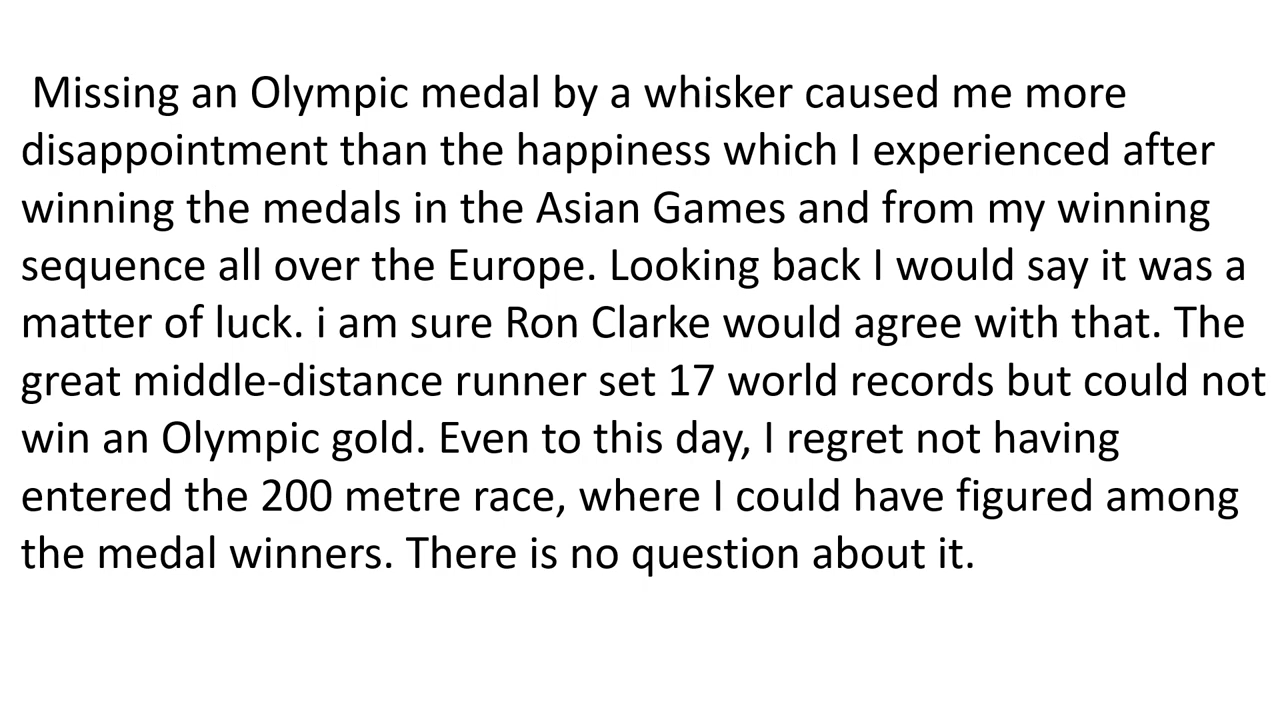 Missing an Olympic medal by a whisker caused me more
disappointment than the happiness which I experienced after
winning the medals in the Asian Games and from my winning
sequence all over the Europe. Looking back I would say it was a
matter of luck. i am sure Ron Clarke would agree with that. The
great middle-distance runner set 17 world records but could not
win an Olympic gold. Even to this day, I regret not having
entered the 200 metre race, where I could have figured among
the medal winners. There is no question about it.